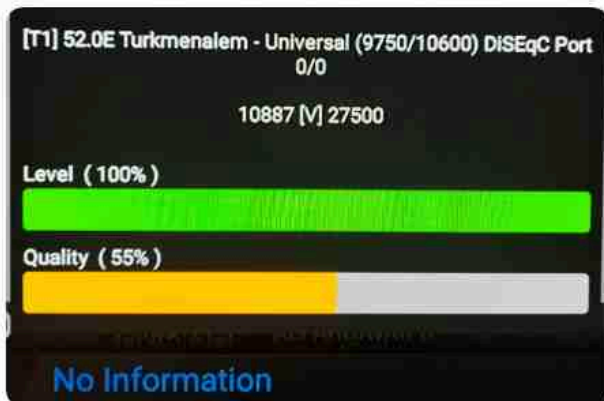 [T1] 52.0E Turkmenalem - Universal (9750/10600) DiSEqC Port
0/0
10887 [V] 27500
Level ( 100% )
Quality ( 55% )
No Information